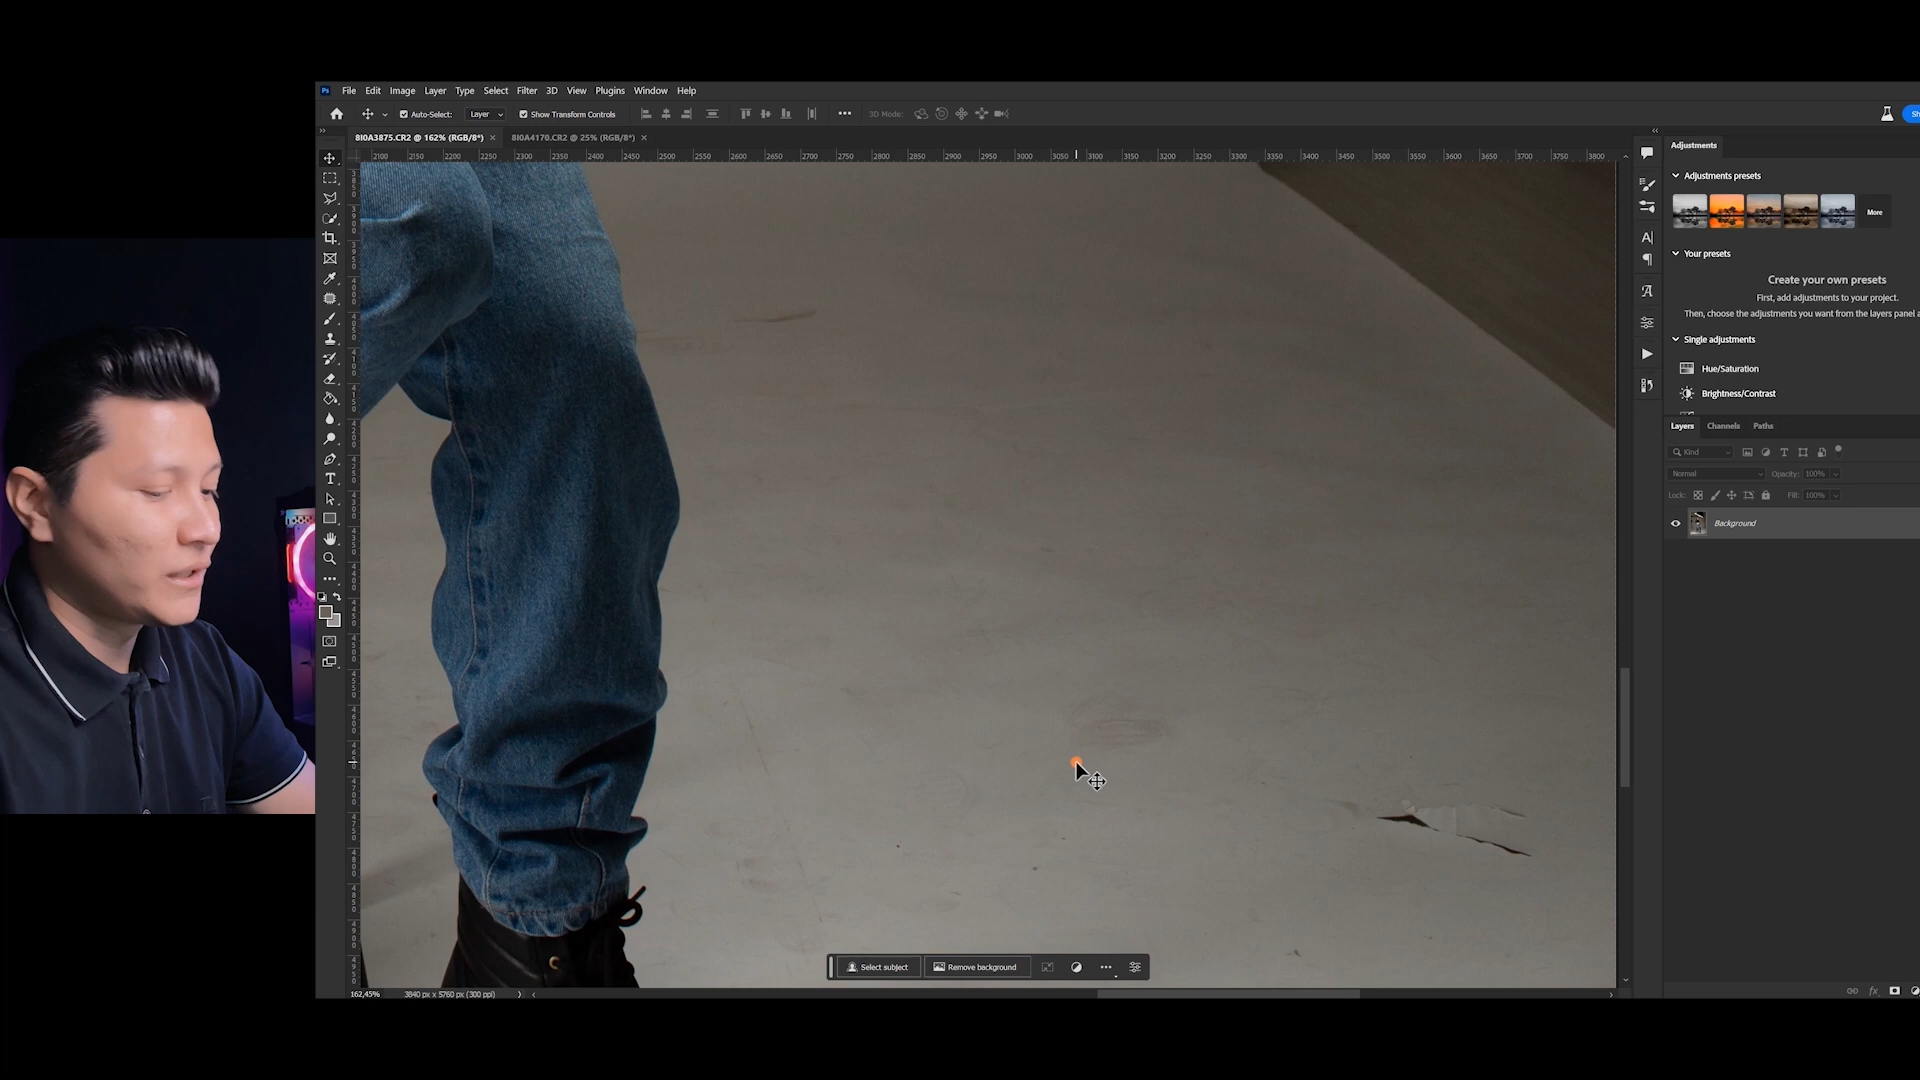 Ps File Edit Image Layer Type Select Filter 3D View Plugins Window Help
Auto-Select: Layer Show Transform Controls 3D Mode: Sh
8I0A3875.CR2 @ 162% (RGB/8*) × 8I0A4170.CR2 @ 25% (RGB/8*) ×
2100 2150 2200 2250 2300 2350 2400 2450 2500 2550 2600 2650 2700 2750 2800 2850 2900 2950 3000 3050 3100 3150 3200 3250 3300 3350 3400 3450 3500 3550 3600 3650 3700 3750 3800
Adjustments
Adjustments presets
More
Your presets
Create your own presets
First, add adjustments to your project.
Then, choose the adjustments you want from the layers panel a
Single adjustments
Hue/Saturation
Brightness/Contrast
Layers Channels Paths
Kind
Normal Opacity: 100%
Lock: Fill: 100%
Background
Select subject Remove background
162,45% 3840 px x 5760 px (300 ppi)
fx